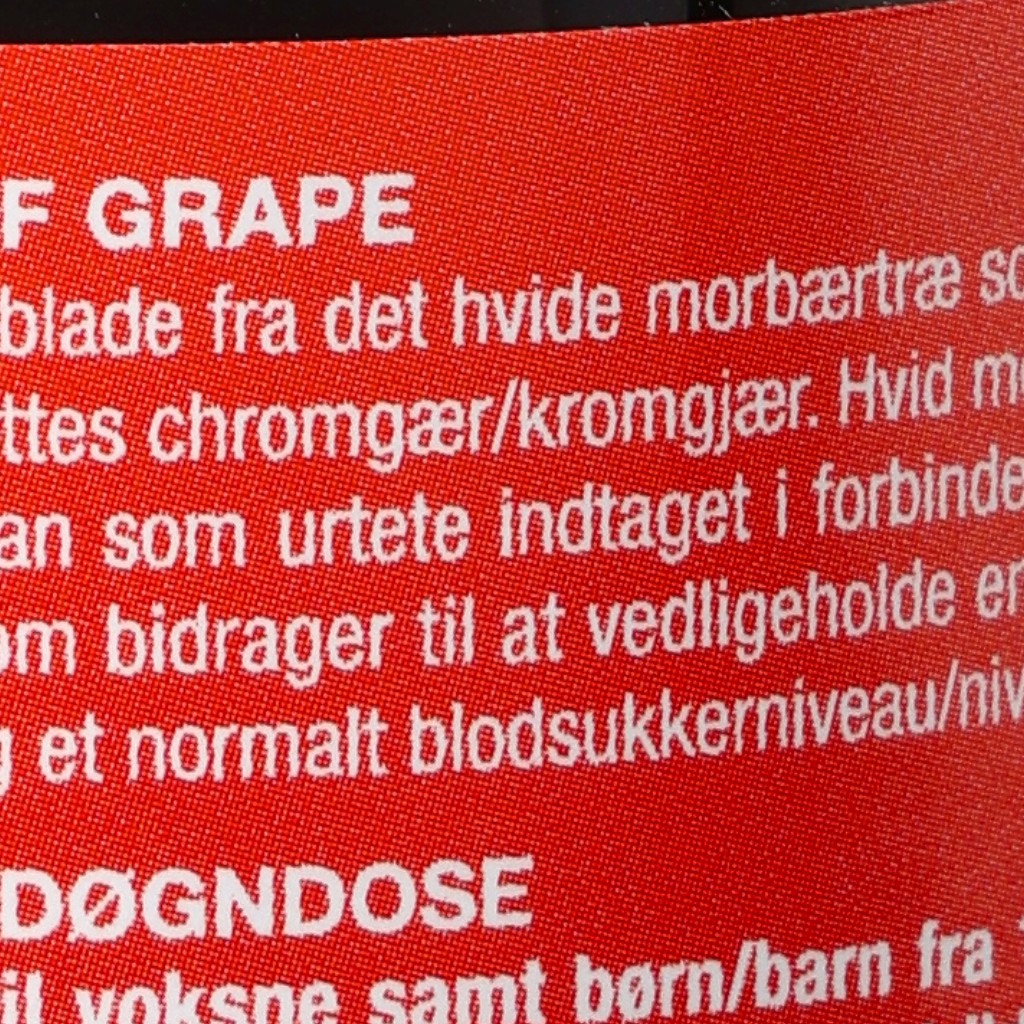 F GRAPE
blade fra det hvide morbærtræ so
ttes chromgær/kromgjær. Hvid m
an som urtete indtaget i forbinde
om bidrager til at vedligeholde e
g et normalt blodsukkerniveau/niv
DØGNDOSE
il voksne samt børn/barn fra